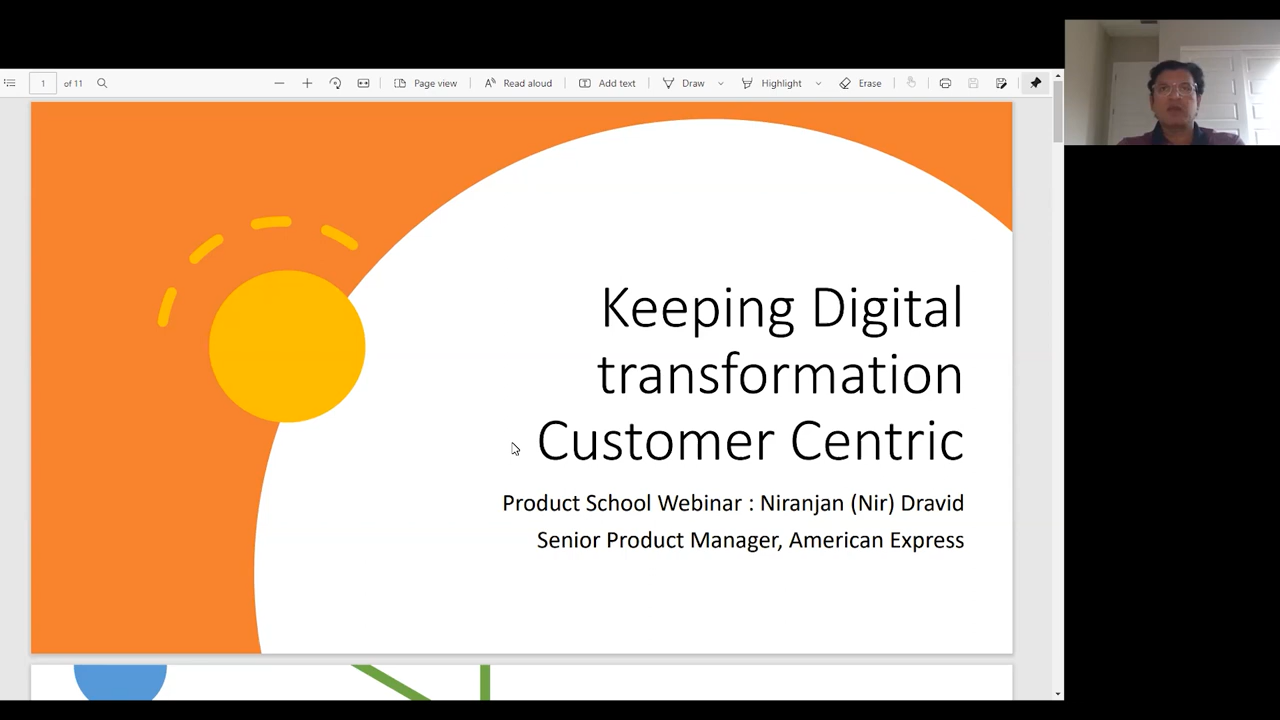 1 of 11 Page view Read aloud Add text Draw Highlight Erase
Keeping Digital
transformation
Customer Centric
Product School Webinar : Niranjan (Nir) Dravid
Senior Product Manager, American Express